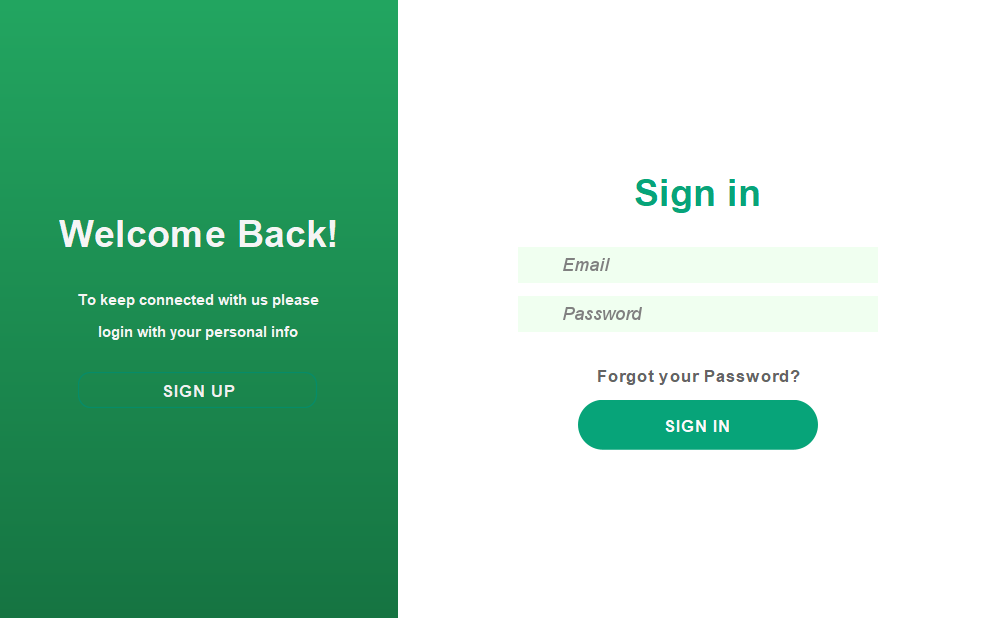 Welcome Back!
To keep connected with us please
login with your personal info
SIGN UP
Sign in
Email
Password
Forgot your Password?
SIGN IN